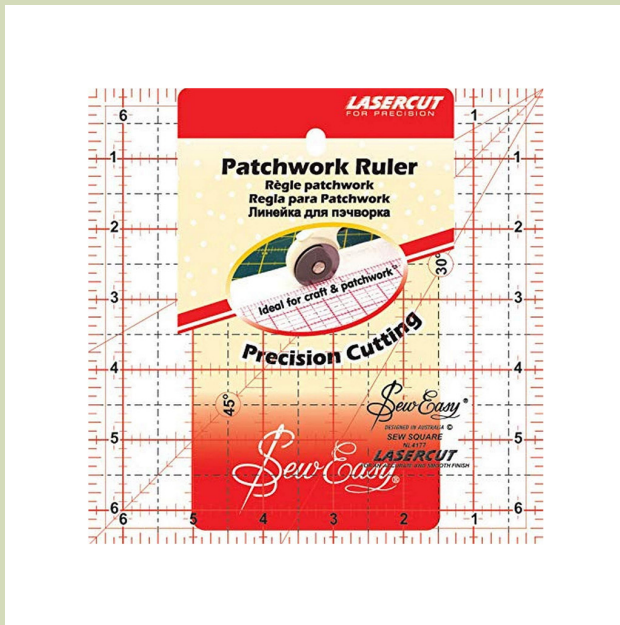 LASERCUT
FOR PRECISION
6
1
1
Patchwork Ruler
Règle patchwork
Regla para Patchwork
Линейка для пэчворка
2
2
30°
Ideal for craft & patchwork
3
3
Precision Cutting
4
4
45°
Sew Easy®
DESIGNED IN AUSTRALIA ©
SEW SQUARE
NL4177
LASERCUT
5
5
Sew Easy®
6
6
6
5
4
3
2
1